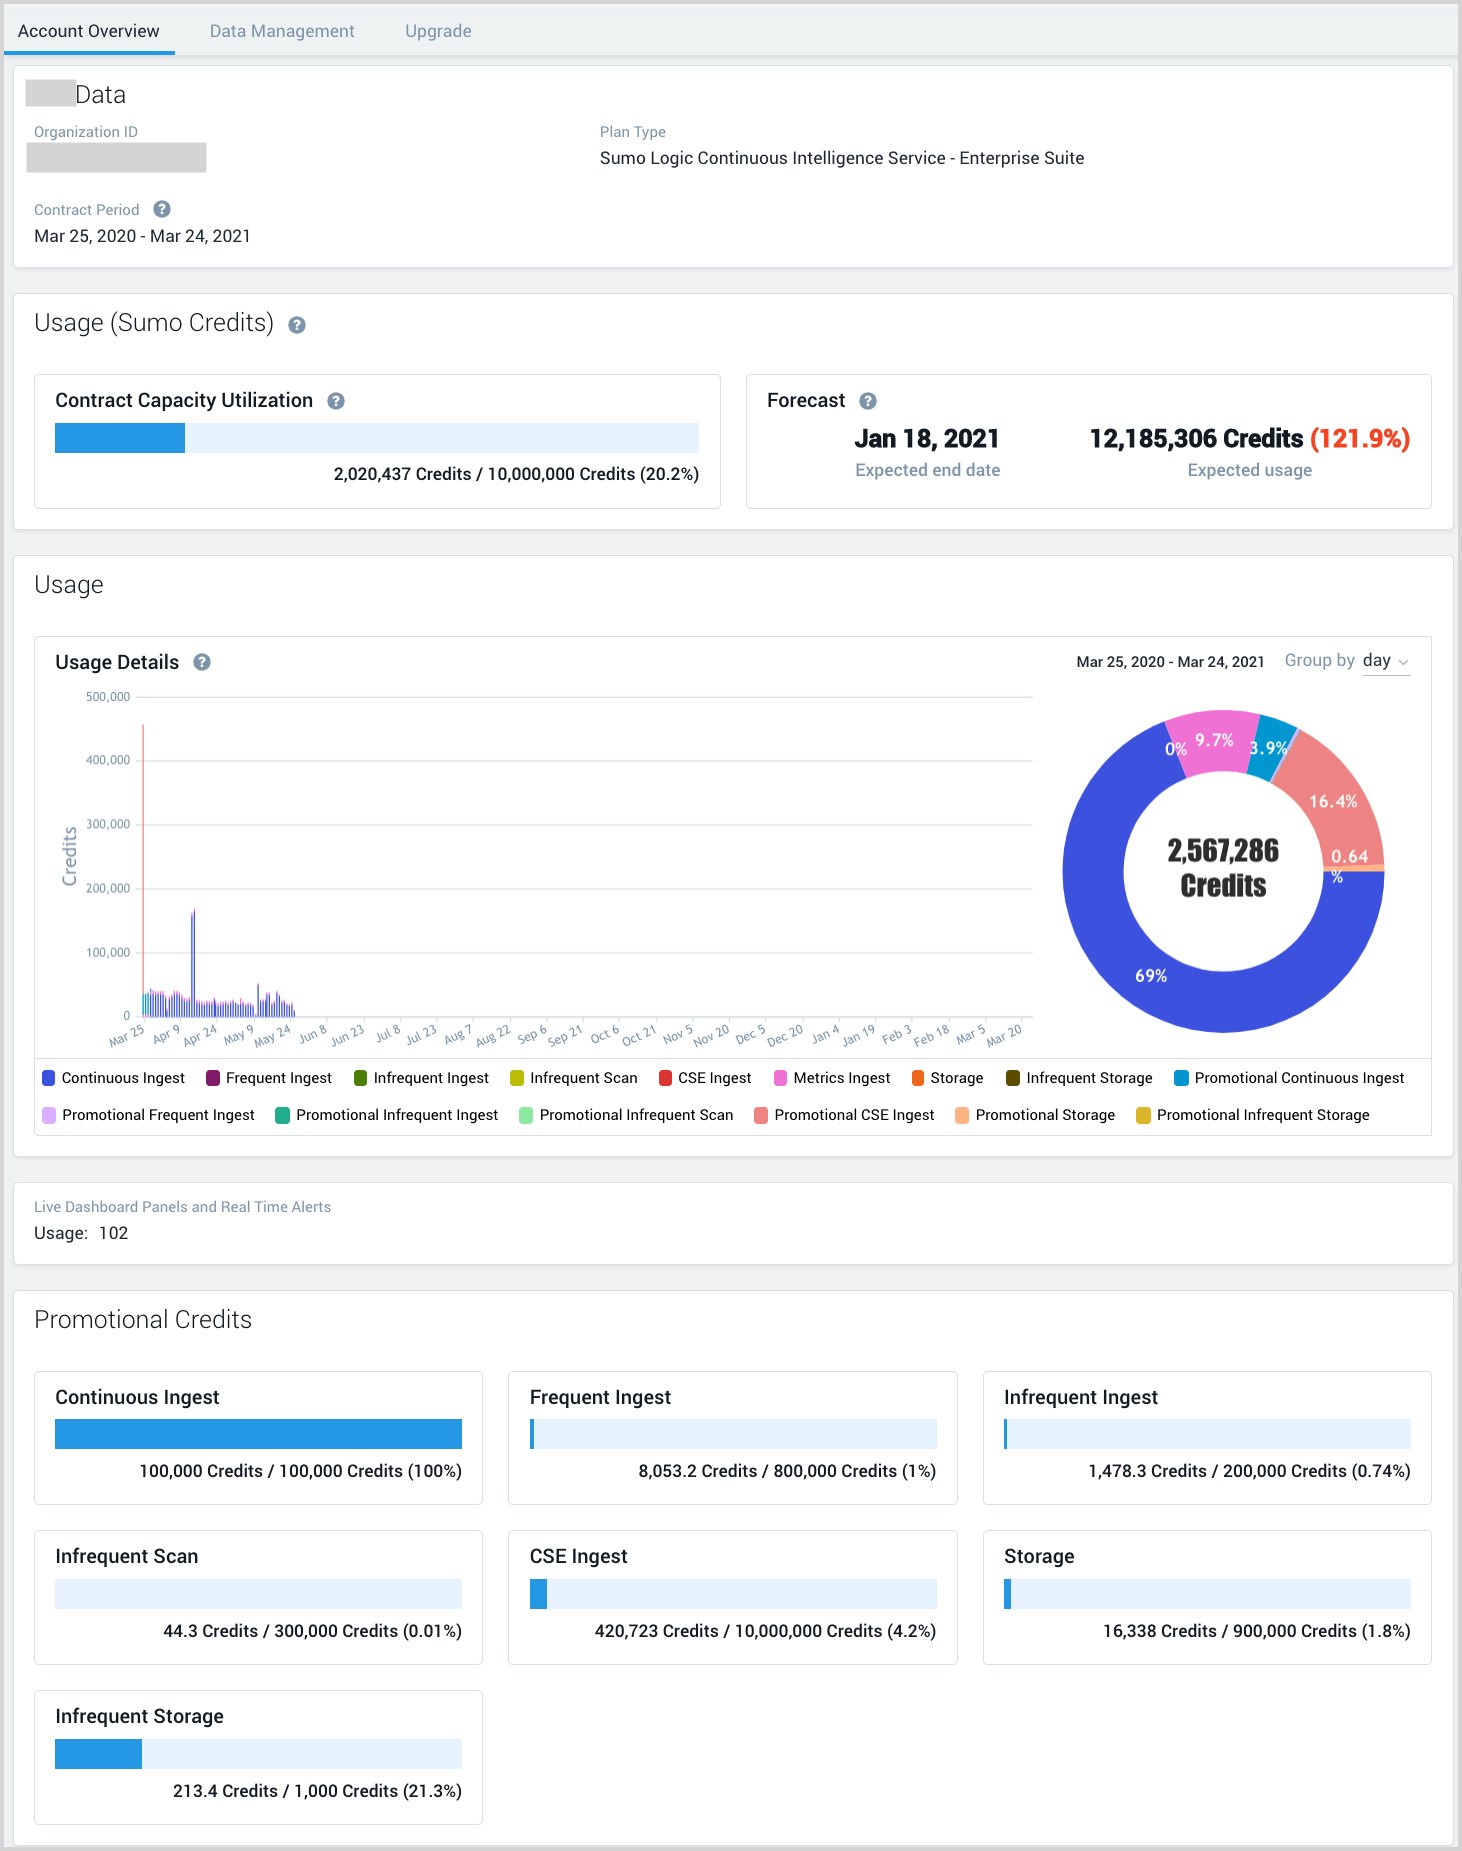 Account Overview Data Management Upgrade
Data
Organization ID Plan Type
Sumo Logic Continuous Intelligence Service - Enterprise Suite
Contract Period ?
Mar 25, 2020 - Mar 24, 2021
Usage (Sumo Credits) ?
Contract Capacity Utilization ?
2,020,437 Credits / 10,000,000 Credits (20.2%)
Forecast ?
Jan 18, 2021 12,185,306 Credits (121.9%)
Expected end date Expected usage
Usage
Usage Details ?
Mar 25, 2020 - Mar 24, 2021 Group by day
500,000
400,000
300,000
200,000
100,000
0
Credits
Mar 25 Apr 9 Apr 24 May 9 May 24 Jun 8 Jun 23 Jul 8 Jul 23 Aug 7 Aug 22 Sep 6 Sep 21 Oct 6 Oct 21 Nov 5 Nov 20 Dec 5 Dec 20 Jan 4 Jan 19 Feb 3 Feb 18 Mar 5 Mar 20
0% 9.7% 3.9%
16.4%
0.64
%
2,567,286
Credits
69%
Continuous Ingest Frequent Ingest Infrequent Ingest Infrequent Scan CSE Ingest Metrics Ingest Storage Infrequent Storage Promotional Continuous Ingest
Promotional Frequent Ingest Promotional Infrequent Ingest Promotional Infrequent Scan Promotional CSE Ingest Promotional Storage Promotional Infrequent Storage
Live Dashboard Panels and Real Time Alerts
Usage: 102
Promotional Credits
Continuous Ingest
100,000 Credits / 100,000 Credits (100%)
Frequent Ingest
8,053.2 Credits / 800,000 Credits (1%)
Infrequent Ingest
1,478.3 Credits / 200,000 Credits (0.74%)
Infrequent Scan
44.3 Credits / 300,000 Credits (0.01%)
CSE Ingest
420,723 Credits / 10,000,000 Credits (4.2%)
Storage
16,338 Credits / 900,000 Credits (1.8%)
Infrequent Storage
213.4 Credits / 1,000 Credits (21.3%)